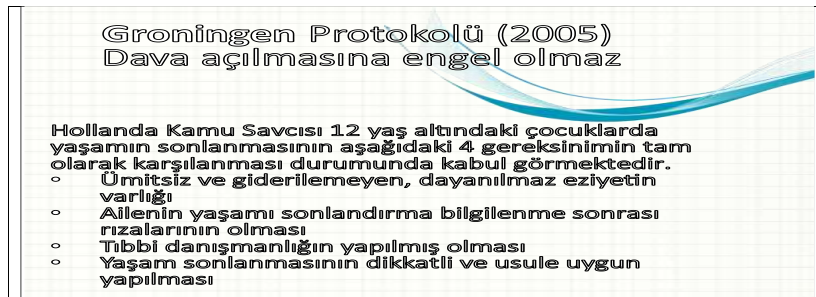 Groningen Protokolü (2005)
Dava açılmasına engel olmaz
Hollanda Kamu Savcısı 12 yaş altındaki çocuklarda
yaşamın sonlanmasının aşağıdaki 4 gereksinimin tam
olarak karşılanması durumunda kabul görmektedir.
◦ Ümitsiz ve giderilemeyen, dayanılmaz eziyetin
varlığı
◦ Ailenin yaşamı sonlandırma bilgilenme sonrası
rızalarının olması
◦ Tıbbi danışmanlığın yapılmış olması
◦ Yaşam sonlanmasının dikkatli ve usule uygun
yapılması